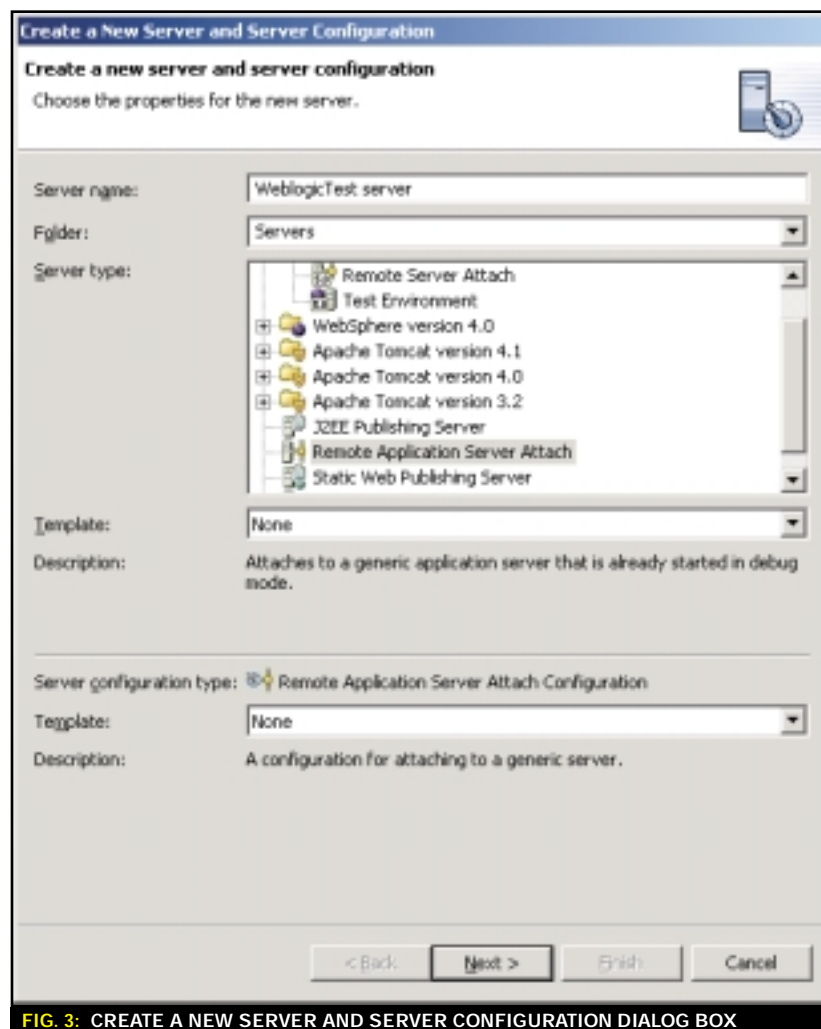 Create a New Server and Server Configuration
Create a new server and server configuration
Choose the properties for the new server.
Server name: WeblogicTest server
Folder: Servers
Server type:
Remote Server Attach
Test Environment
WebSphere version 4.0
Apache Tomcat version 4.1
Apache Tomcat version 4.0
Apache Tomcat version 3.2
J2EE Publishing Server
Remote Application Server Attach
Static Web Publishing Server
Template: None
Description: Attaches to a generic application server that is already started in debug
mode.
Server configuration type: Remote Application Server Attach Configuration
Template: None
Description: A configuration for attaching to a generic server.
< Back Next > Finish Cancel
FIG. 3: CREATE A NEW SERVER AND SERVER CONFIGURATION DIALOG BOX